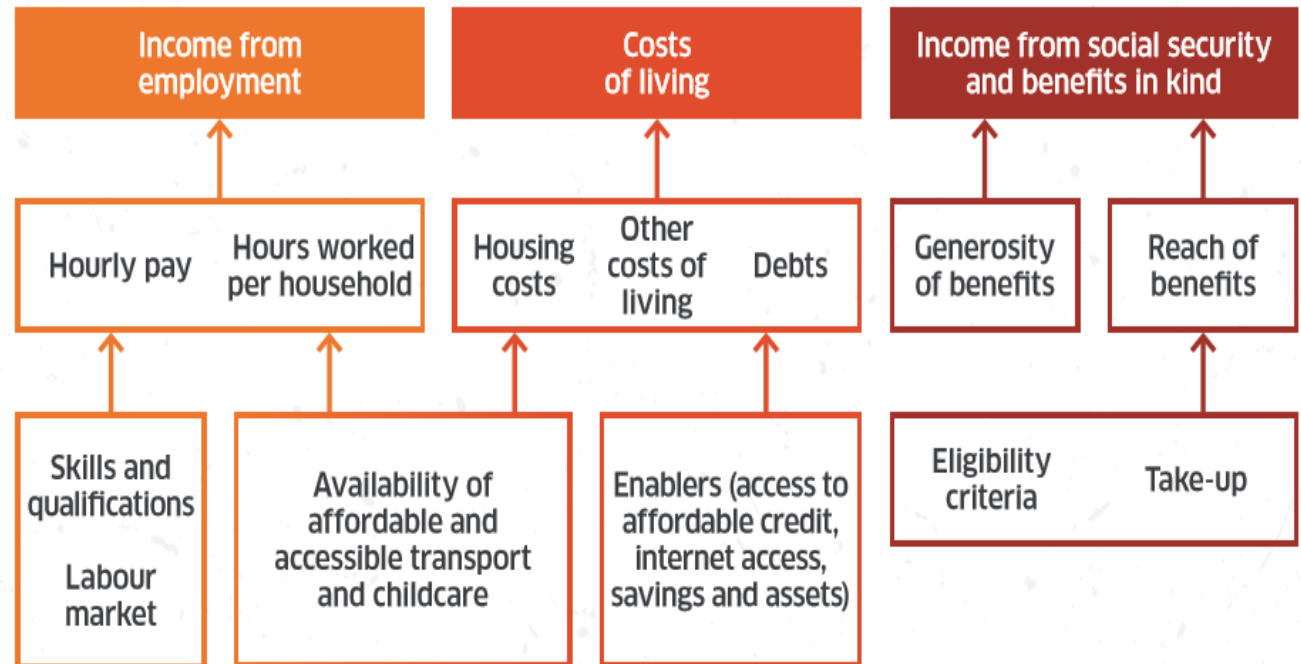 Income from
employment
Costs
of living
Income from social security
and benefits in kind
Hourly pay
Hours worked
per household
Housing
costs
Other
costs of
living
Debts
Generosity
of benefits
Reach of
benefits
Skills and
qualifications
Labour
market
Availability of
affordable and
accessible transport
and childcare
Enablers (access to
affordable credit,
internet access,
savings and assets)
Eligibility
criteria
Take-up